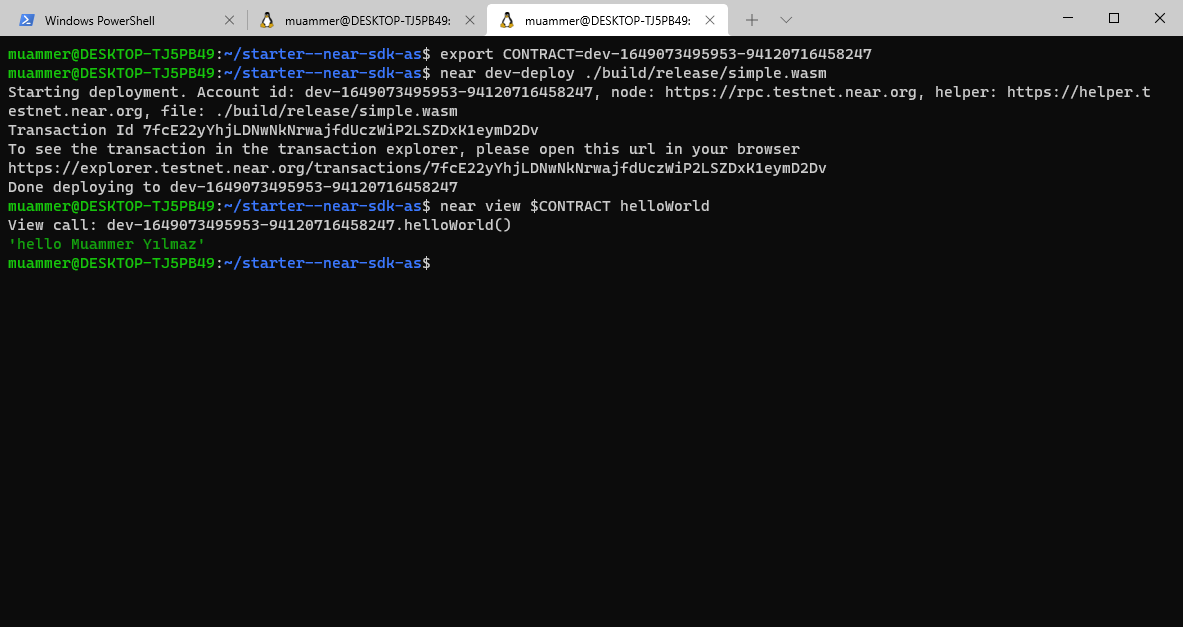 Windows PowerShell
muammer@DESKTOP-TJ5PB49:
muammer@DESKTOP-TJ5PB49:
muammer@DESKTOP-TJ5PB49:~/starter--near-sdk-as$ export CONTRACT=dev-1649073495953-94120716458247
muammer@DESKTOP-TJ5PB49:~/starter--near-sdk-as$ near dev-deploy ./build/release/simple.wasm
Starting deployment. Account id: dev-1649073495953-94120716458247, node: https://rpc.testnet.near.org, helper: https://helper.t
estnet.near.org, file: ./build/release/simple.wasm
Transaction Id 7fcE22yYhjLDNwNkNrwajfdUczWiP2LSZDxK1eymD2Dv
To see the transaction in the transaction explorer, please open this url in your browser
https://explorer.testnet.near.org/transactions/7fcE22yYhjLDNwNkNrwajfdUczWiP2LSZDxK1eymD2Dv
Done deploying to dev-1649073495953-94120716458247
muammer@DESKTOP-TJ5PB49:~/starter--near-sdk-as$ near view $CONTRACT helloWorld
View call: dev-1649073495953-94120716458247.helloWorld()
'hello Muammer Yılmaz'
muammer@DESKTOP-TJ5PB49:~/starter--near-sdk-as$